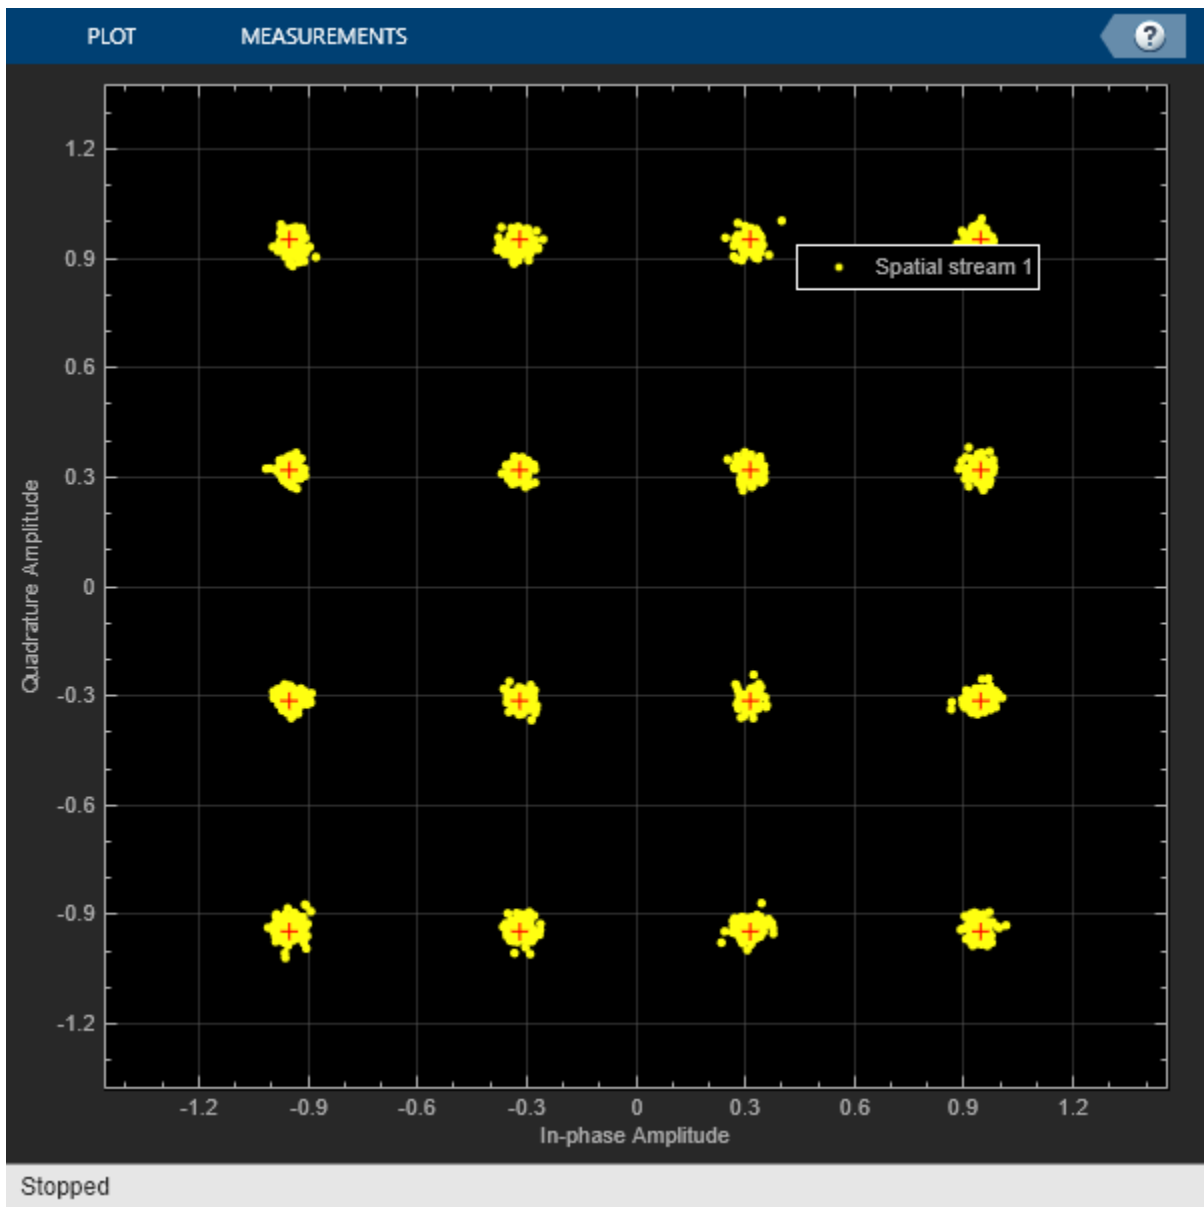 PLOT MEASUREMENTS ?
1.2
0.9
0.6
0.3
0
-0.3
-0.6
-0.9
-1.2
Quadrature Amplitude
Spatial stream 1
-1.2 -0.9 -0.6 -0.3 0 0.3 0.6 0.9 1.2
In-phase Amplitude
Stopped